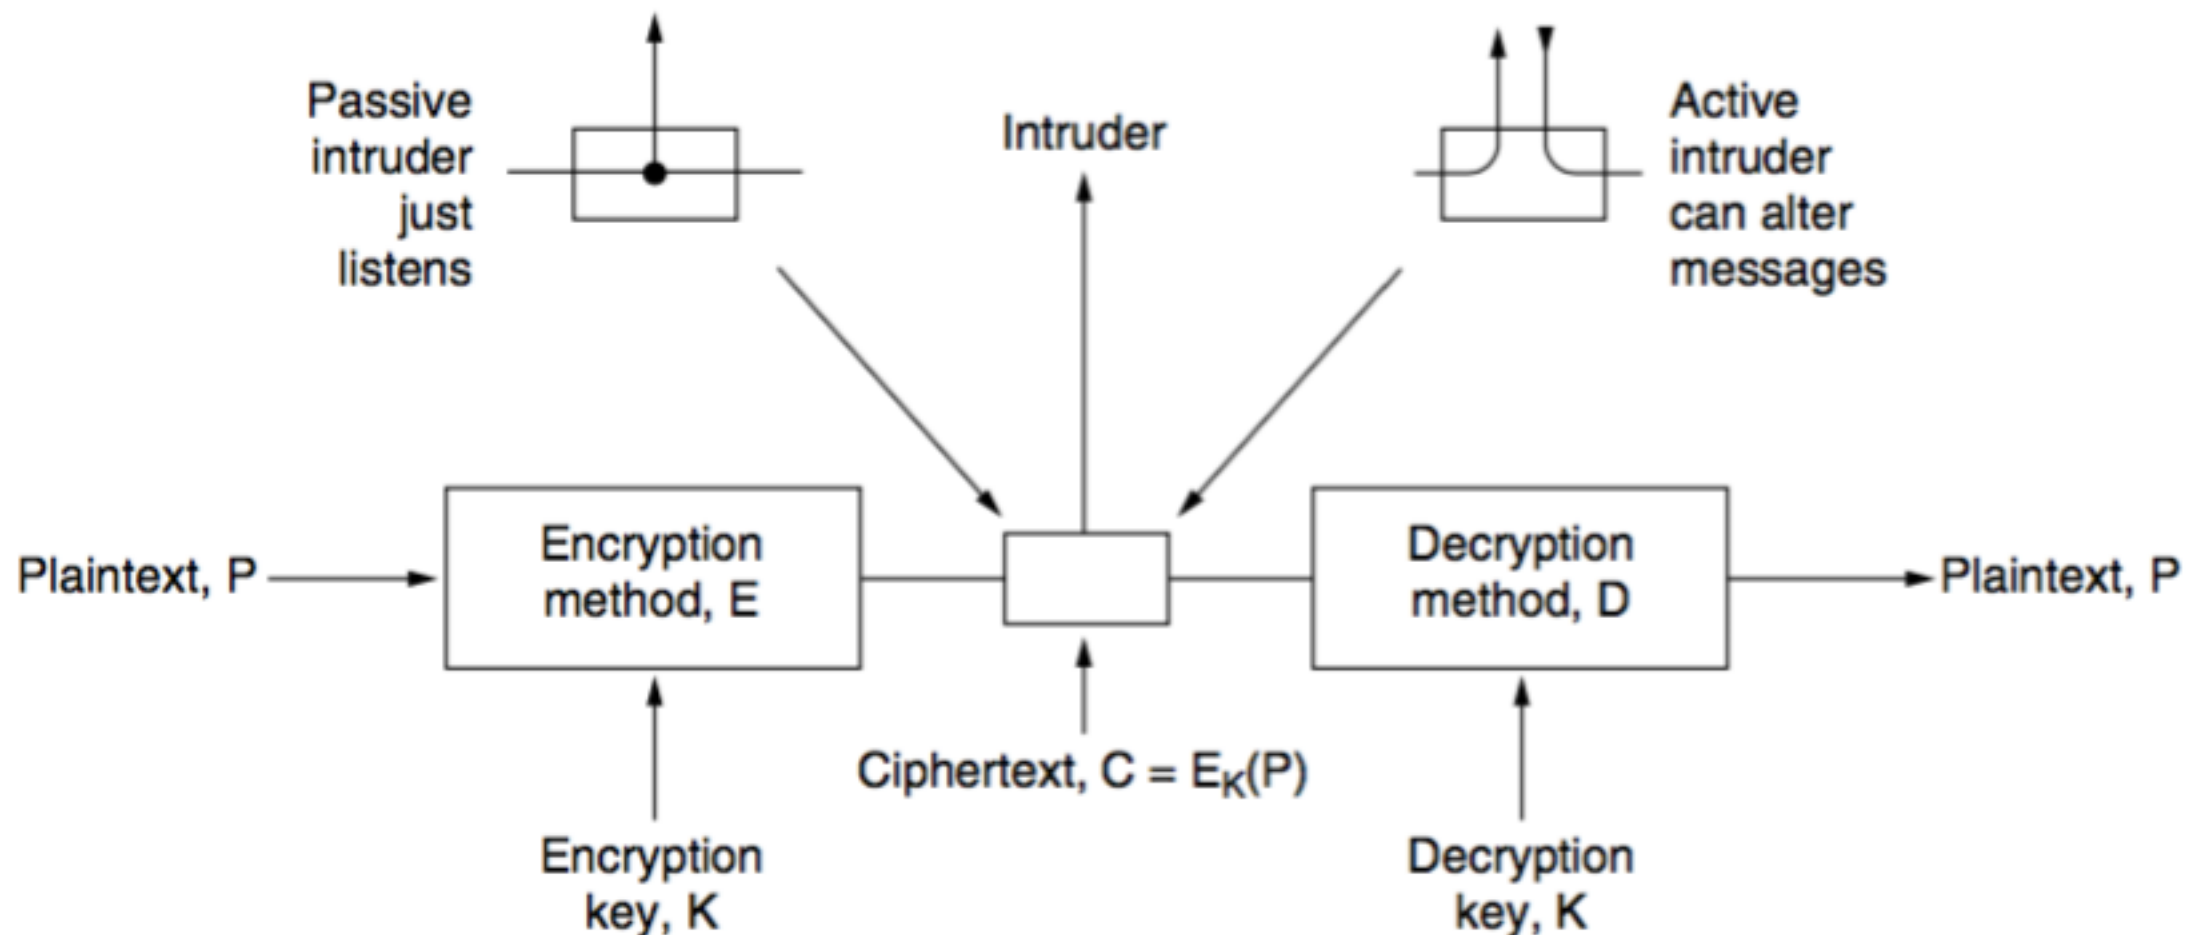 Passive
intruder
just
listens
Intruder
Active
intruder
can alter
messages
Plaintext, P
Encryption
method, E
Decryption
method, D
Plaintext, P
Ciphertext, C = E_K(P)
Encryption
key, K
Decryption
key, K